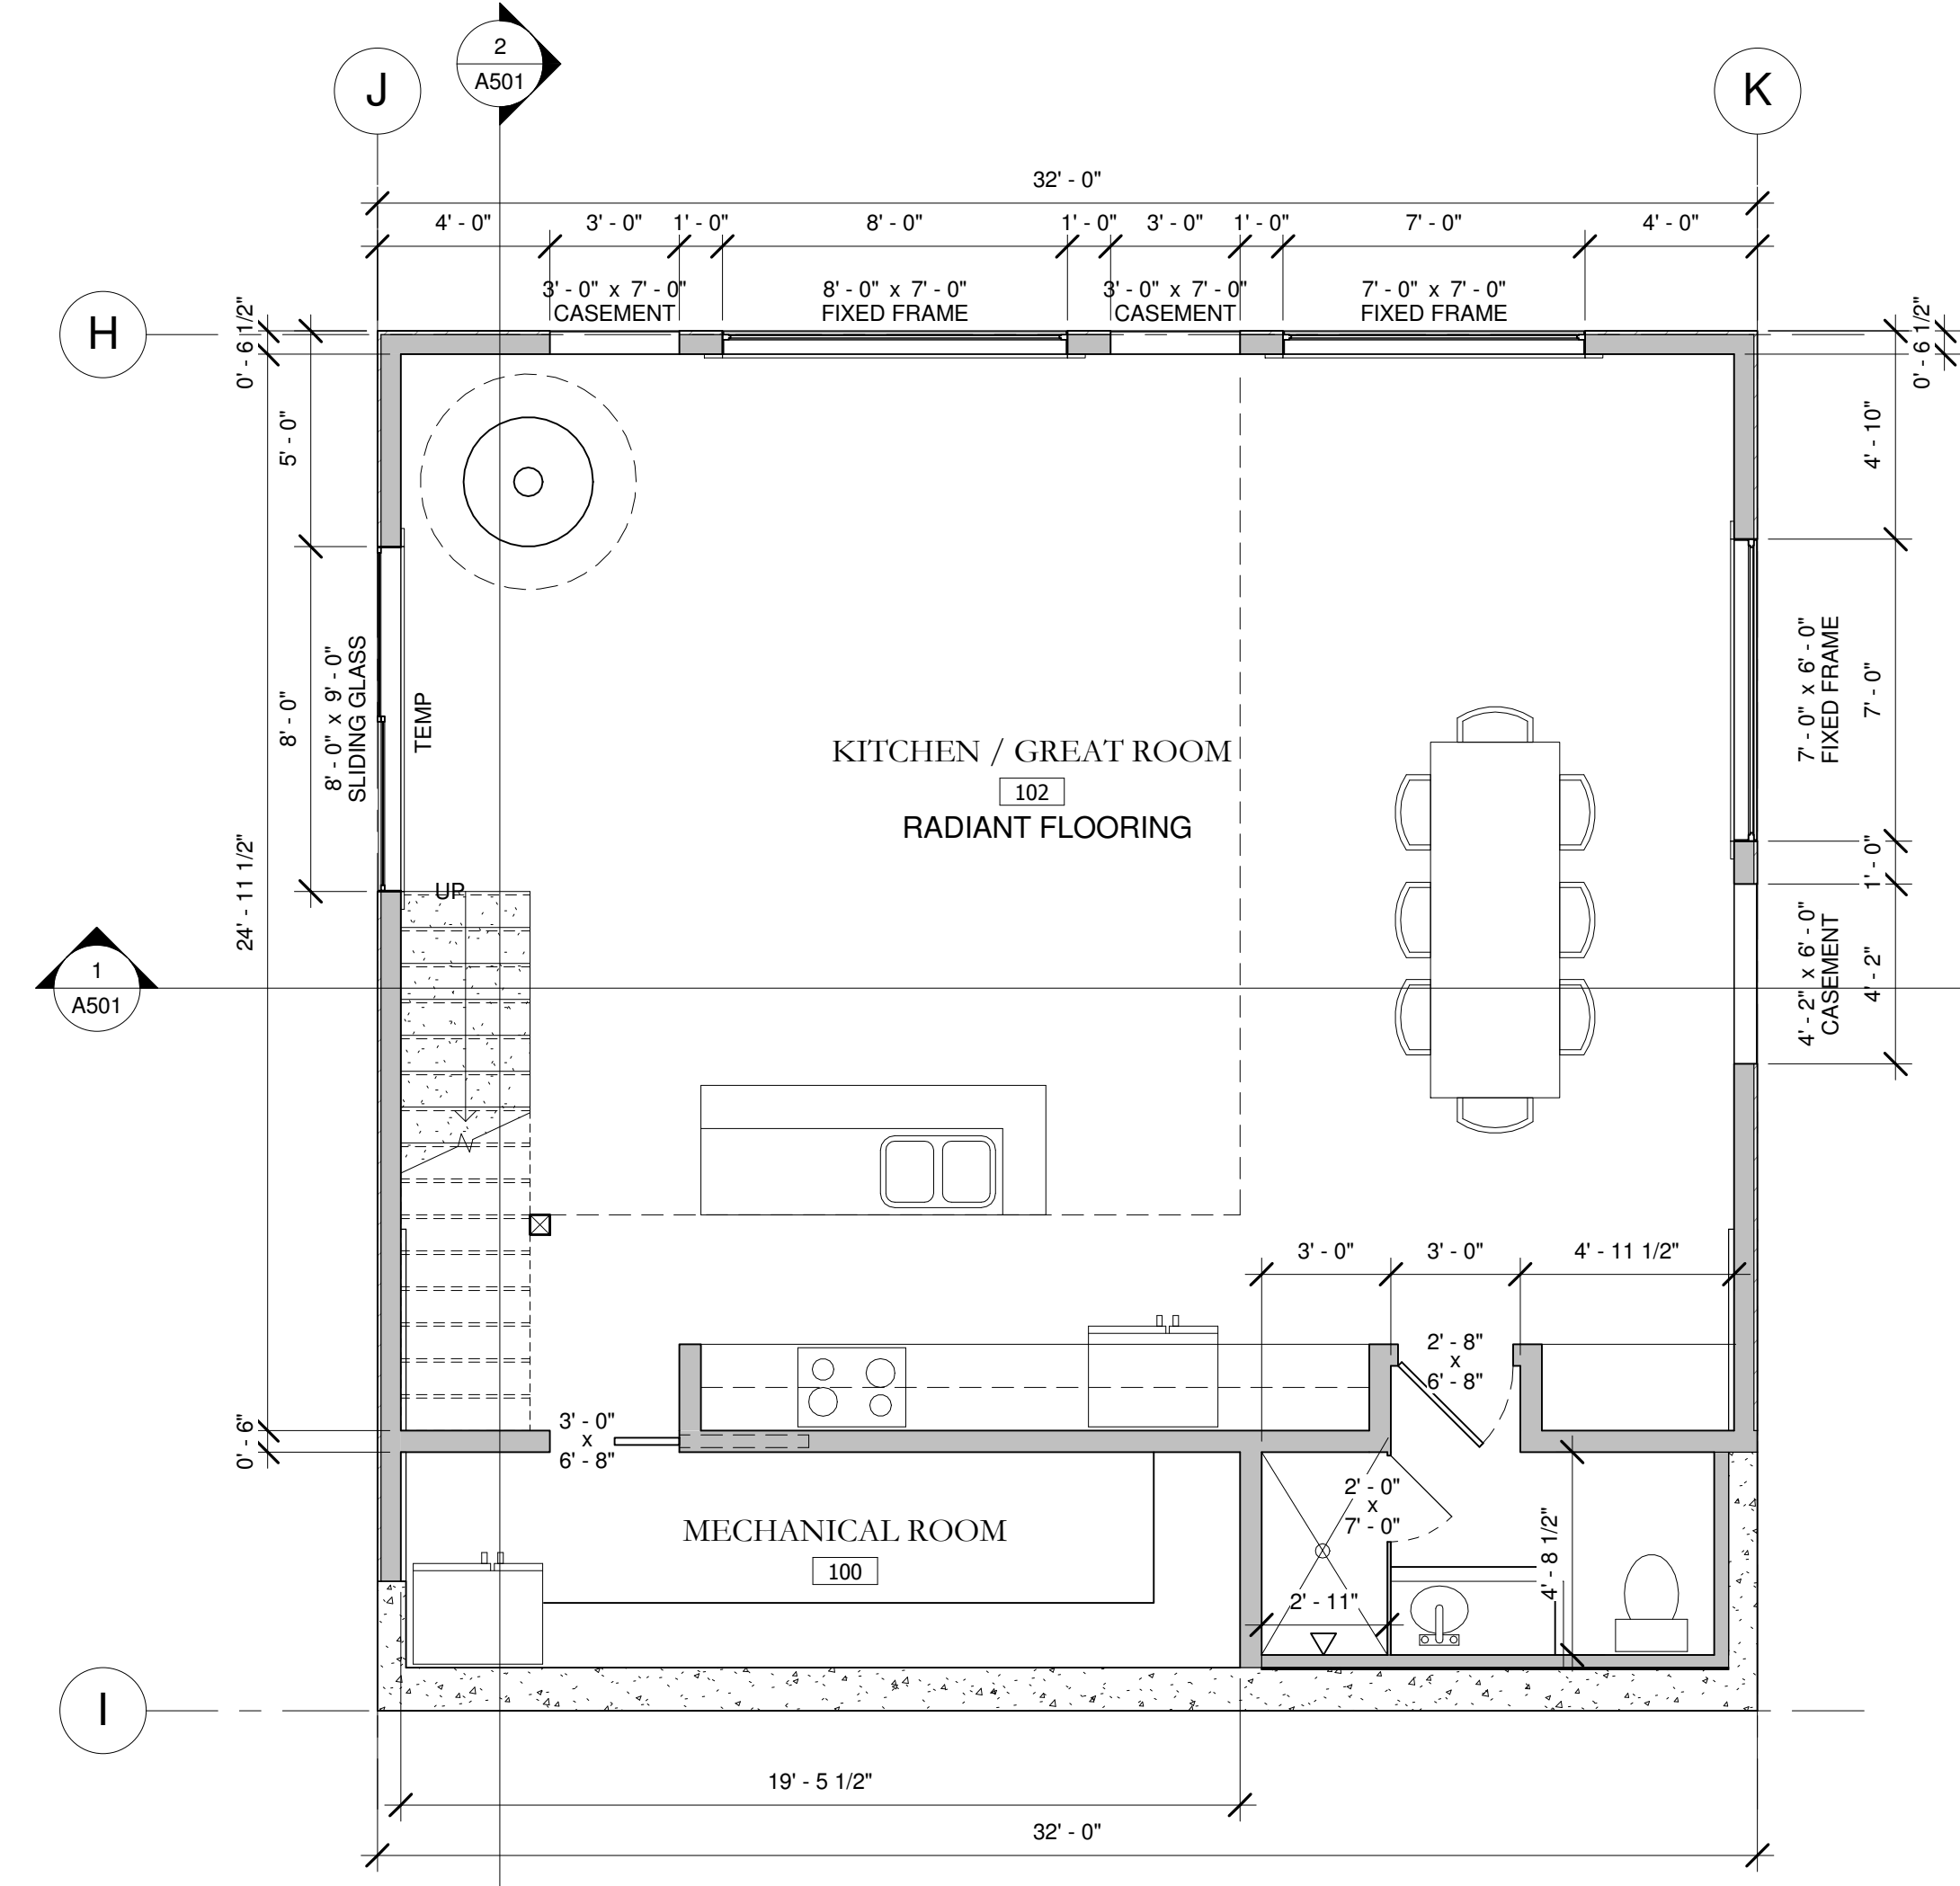 2
A501
J
K
32' - 0"
4' - 0"
3' - 0"
1' - 0"
8' - 0"
1' - 0"
3' - 0"
1' - 0"
7' - 0"
4' - 0"
3' - 0" x 7' - 0"
CASEMENT
8' - 0" x 7' - 0"
FIXED FRAME
3' - 0" x 7' - 0"
CASEMENT
7' - 0" x 7' - 0"
FIXED FRAME
H
0' - 6 1/2"
0' - 6 1/2"
5' - 0"
4' - 10"
8' - 0"
8' - 0" x 9' - 0"
SLIDING GLASS
TEMP
7' - 0" x 6' - 0"
FIXED FRAME
7' - 0"
KITCHEN / GREAT ROOM
102
RADIANT FLOORING
24' - 11 1/2"
UP
1' - 0"
1
A501
4' - 2" x 6' - 0"
CASEMENT
4' - 2"
3' - 0"
3' - 0"
4' - 11 1/2"
2' - 8"
x
6' - 8"
0' - 6"
3' - 0"
x
6' - 8"
2' - 0"
x
7' - 0"
MECHANICAL ROOM
100
4' - 8 1/2"
2' - 11"
I
19' - 5 1/2"
32' - 0"